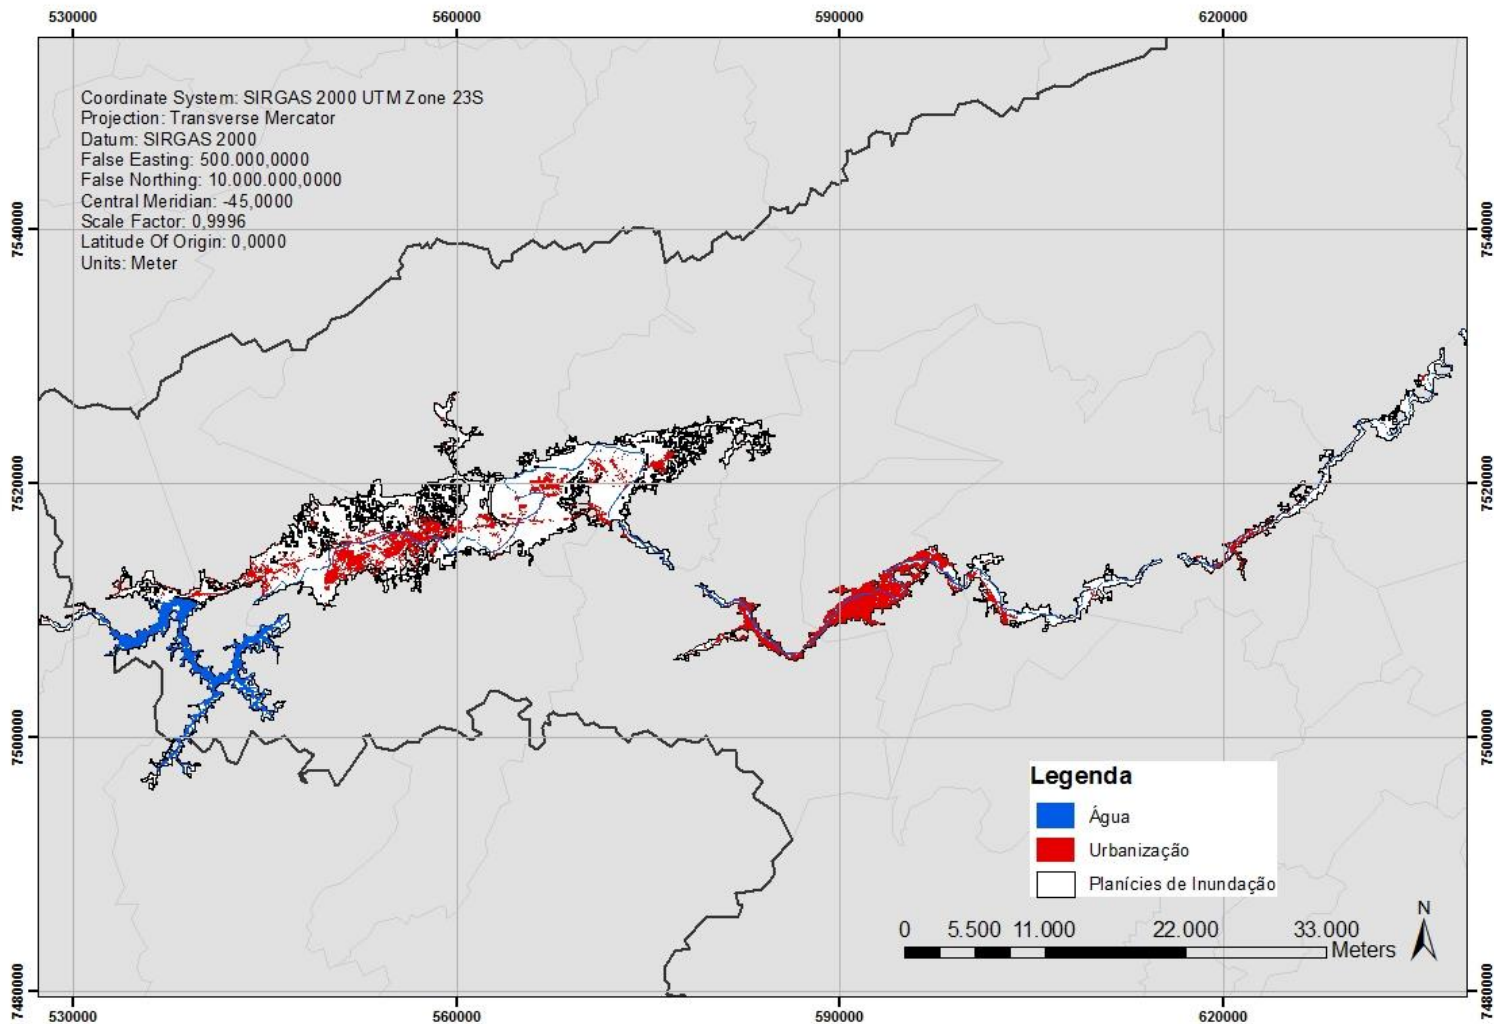 530000 560000 590000 620000
Coordinate System: SIRGAS 2000 UTM Zone 23S
Projection: Transverse Mercator
Datum: SIRGAS 2000
False Easting: 500.000,0000
False Northing: 10.000.000,0000
Central Meridian: -45,0000
Scale Factor: 0,9996
Latitude Of Origin: 0,0000
Units: Meter
7540000 7540000
7520000 7520000
7500000 7500000
Legenda
Água
Urbanização
Planícies de Inundação
N
0 5.500 11.000 22.000 33.000
Meters
7480000 7480000
530000 560000 590000 620000